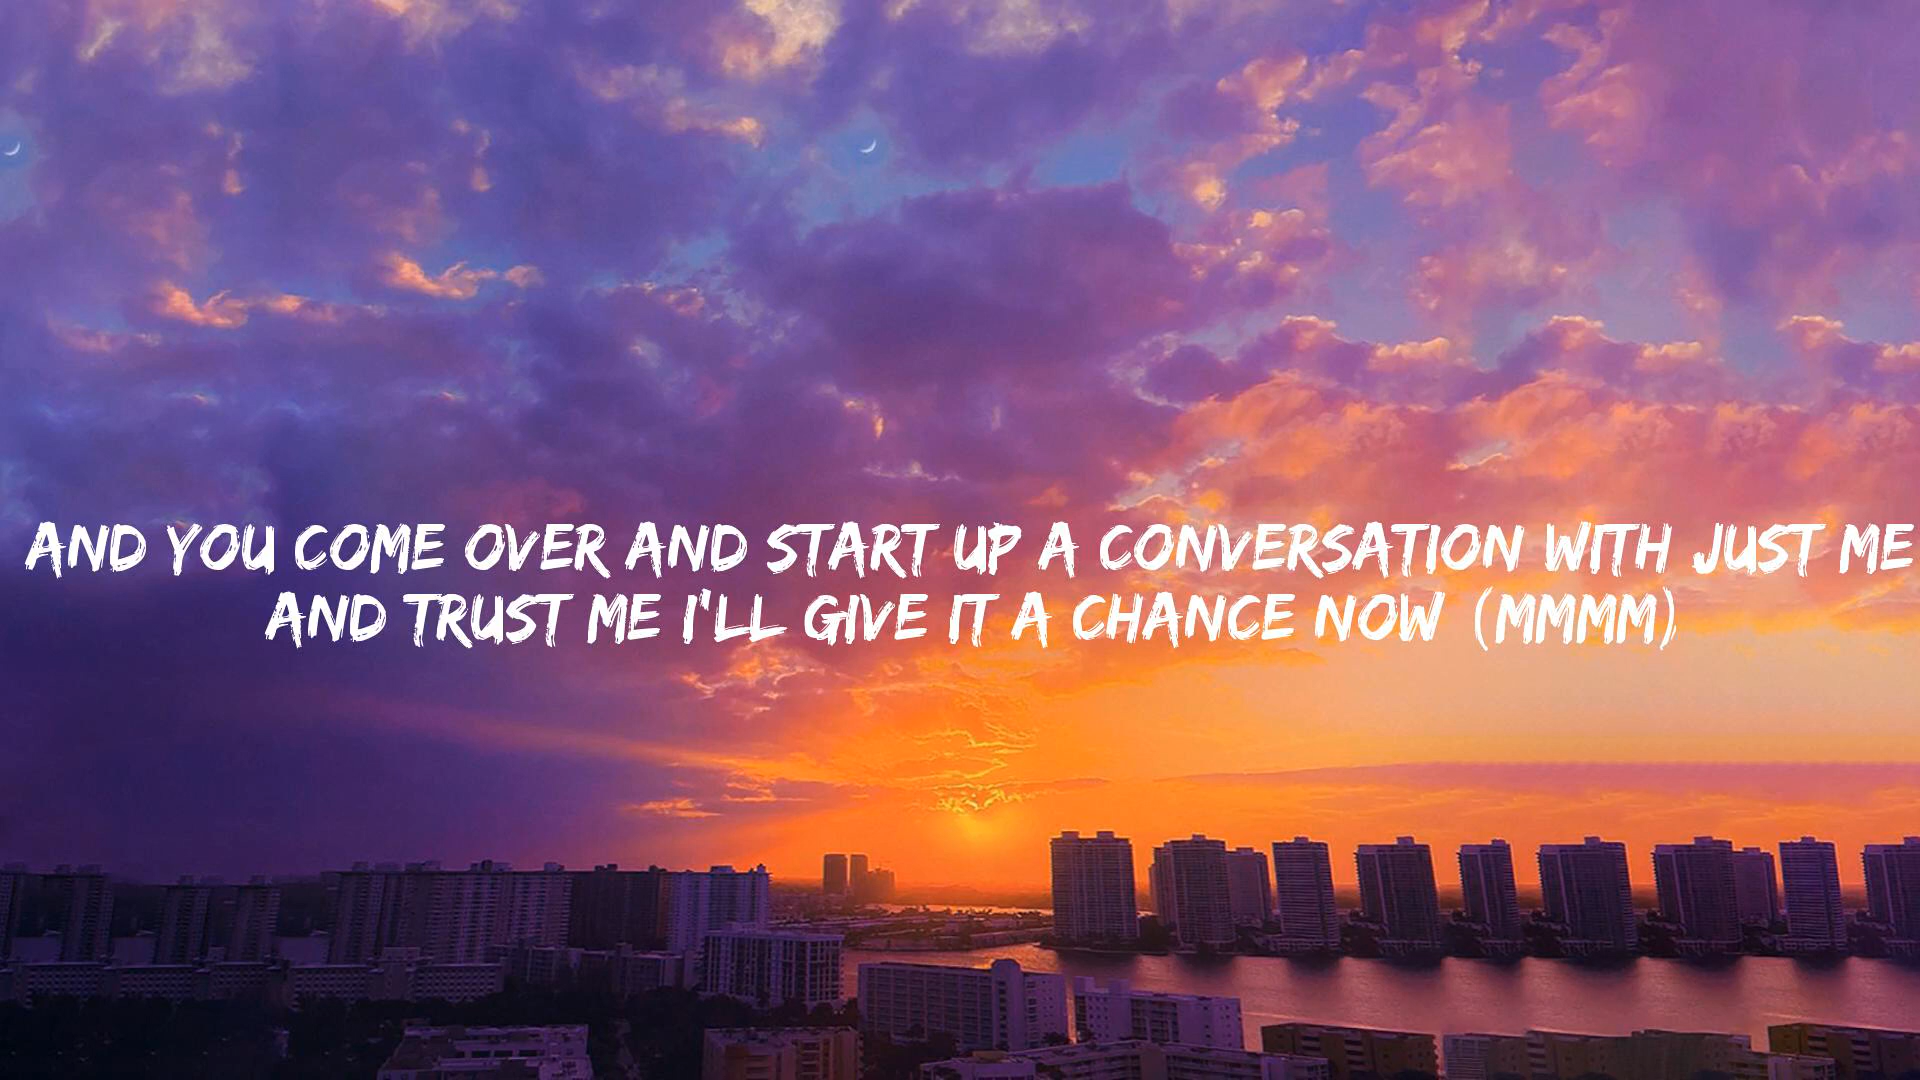 AND YOU COME OVER AND START UP A CONVERSATION WITH JUST ME
AND TRUST ME I'LL GIVE IT A CHANCE NOW (MMMM)